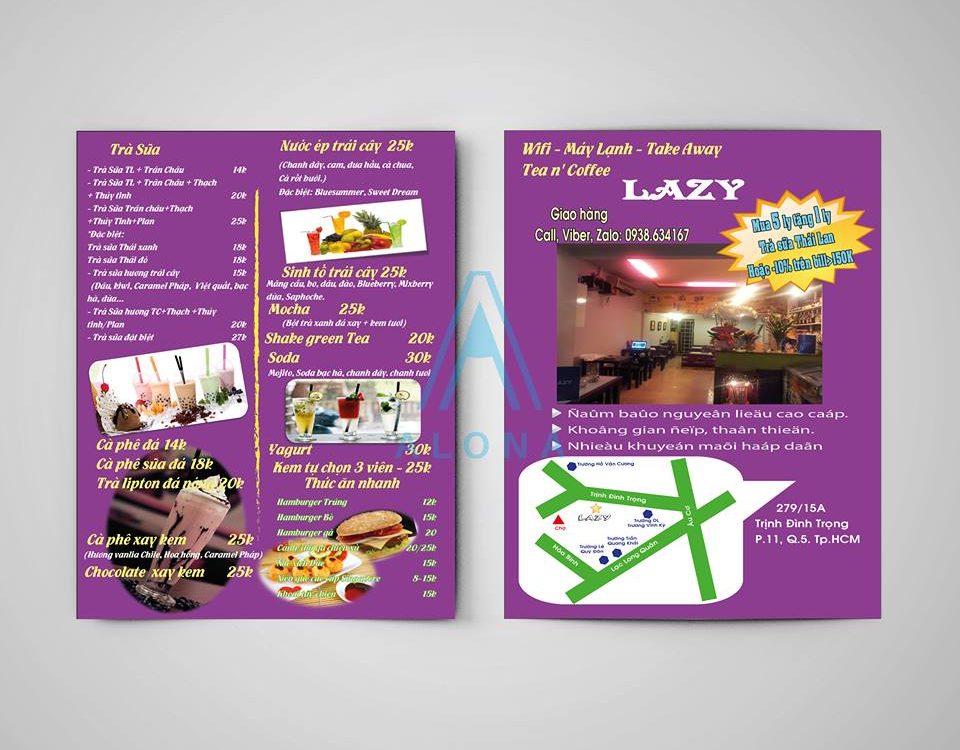 Trà Sữa
- Trà Sữa TL + Trân Châu 14k
- Trà Sữa TL + Trân Châu + Thạch
+ Thủy tinh 20k
- Trà Sữa Trân châu+Thạch
+Thủy Tinh+Plan 25k
*Đặc biệt:
Trà sữa Thái xanh 18k
Trà sữa Thái đỏ 18k
- Trà sữa hương trái cây 15k
(Dâu, kiwi, Caramel Pháp, Việt quất, bạc
hà, dừa...
- Trà Sữa hương TC+Thạch +Thủy
tinh/Plan 20k
- Trà sữa đặt biệt 27k
Cà phê đá 14k
Cà phê sữa đá 18k
Trà lipton đá 20k
Cà phê xay kem 25k
(Hương vanila Chile, Hoa hồng, Caramel Pháp)
Chocolate xay kem 25k
Nước ép trái cây 25k
(Chanh dây, cam, dưa hấu, cà chua,
Cà rốt bưởi.)
Đặc biệt: Bluesummer, Sweet Dream
Sinh tố trái cây 25k
Mãng cầu, bơ, dâu, đào, Blueberry, Mixberry
dừa, Saphoche.
Mocha 25k
(Bột trà xanh đá xay + kem tươi)
Shake green Tea 20k
Soda 30k
Mojito, Soda bạc hà, chanh dây, chanh tươi
Yagurt 30k
Kem tự chọn 3 viên - 25k
Thức ăn nhanh
Hamburger Trứng 12k
Hamburger Bò 15k
Hamburger gà 20
20/25k
15k
8-15k
15k
ALONA
Wifi - Máy Lạnh - Take Away
Tea n' Coffee
LAZY
Giao hàng
Call, Viber, Zalo: 0938.634167
Mua 5 ly tặng 1 ly
Trà sữa Thái Lan
Hoặc -10% trên bill>150K
Ñaûm baûo nguyeân lieäu cao caáp.
Khoâng gian ñeïp, thaân thieän.
Nhieàu khuyeán maõi haáp daãn
Trường Hồ Văn Cường
Trịnh Đình Trọng
LAZY
Chợ
Trường DL
Trương Vĩnh Ký
Âu Cơ
Trường Trần
Quang Khải
Trường Lê
Quý Đôn
Hòa Bình
Lạc Long Quân
279/15A
Trịnh Đình Trọng
P.11, Q.5. Tp.HCM